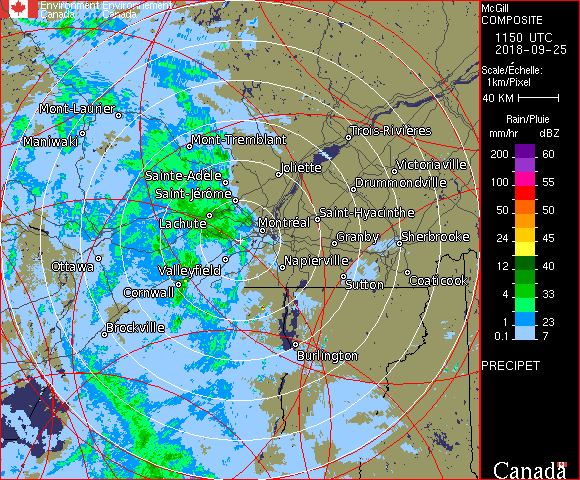 Environment Environnement
Canada Canada
McGill
COMPOSITE
1150 UTC
2018-09-25
Scale/Échelle:
1km/Pixel
40 KM
Rain/Pluie
mm/hr dBZ
200 60
100 55
50 50
50 45
24 45
12 40
4 33
1 23
0.1 7
PRECIPET
Canada
Mont-Laurier
Maniwaki
Mont-Tremblant
Trois-Rivières
Joliette
Victoriaville
Sainte-Adèle
Drummondville
Saint-Jérôme
Lachute
Saint-Hyacinthe
Montréal
Granby
Sherbrooke
Ottawa
Valleyfield
Napierville
Sutton
Coaticook
Cornwall
Brockville
Burlington